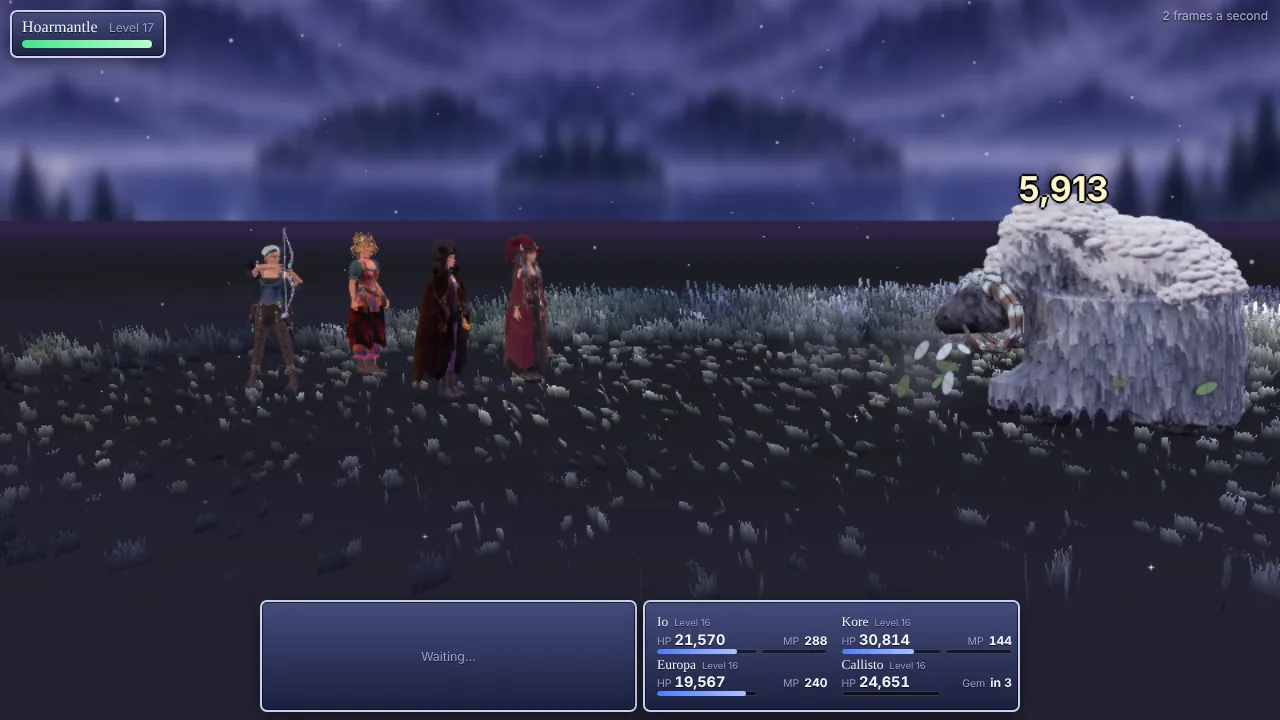 Hoarmantle Level 17
2 frames a second
5,913
Waiting...
Io Level 16
HP 21,570 MP 288
Kore Level 16
HP 30,814 MP 144
Europa Level 16
HP 19,567 MP 240
Callisto Level 16
HP 24,651 Gem in 3